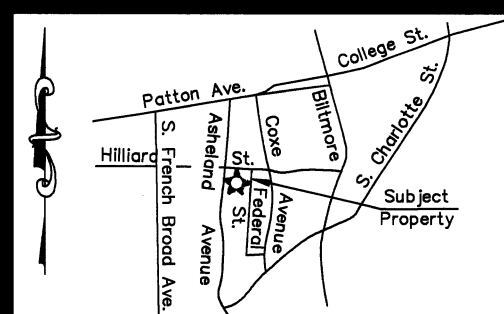 College St.
Patton Ave.
Biltmore
S. Charlotte St.
Asheland
Avenue
Coxe
Avenue
S. French Broad Ave.
Hilliard
St.
Federal
St.
Subject
Property